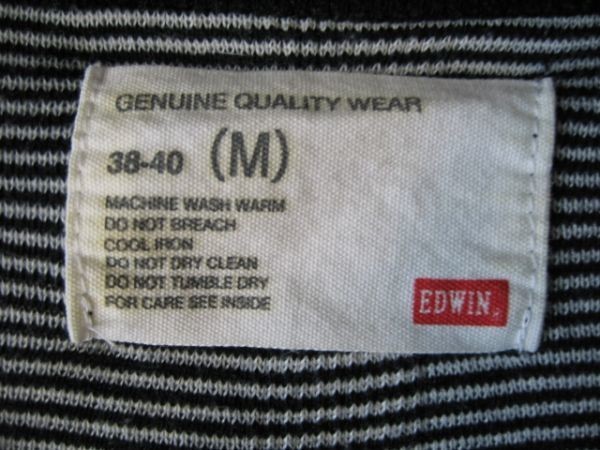 GENUINE QUALITY WEAR
38-40 (M)
MACHINE WASH WARM
DO NOT BREACH
COOL IRON
DO NOT DRY CLEAN
DO NOT TUMBLE DRY
FOR CARE SEE INSIDE
EDWIN.